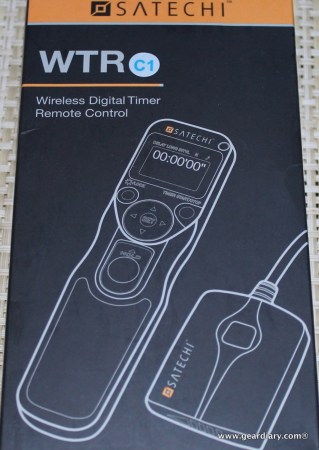 SATECHI
WTR C1
Wireless Digital Timer
Remote Control
SATECHI
00:00'00"
SATECHI
www.geardiary.com®